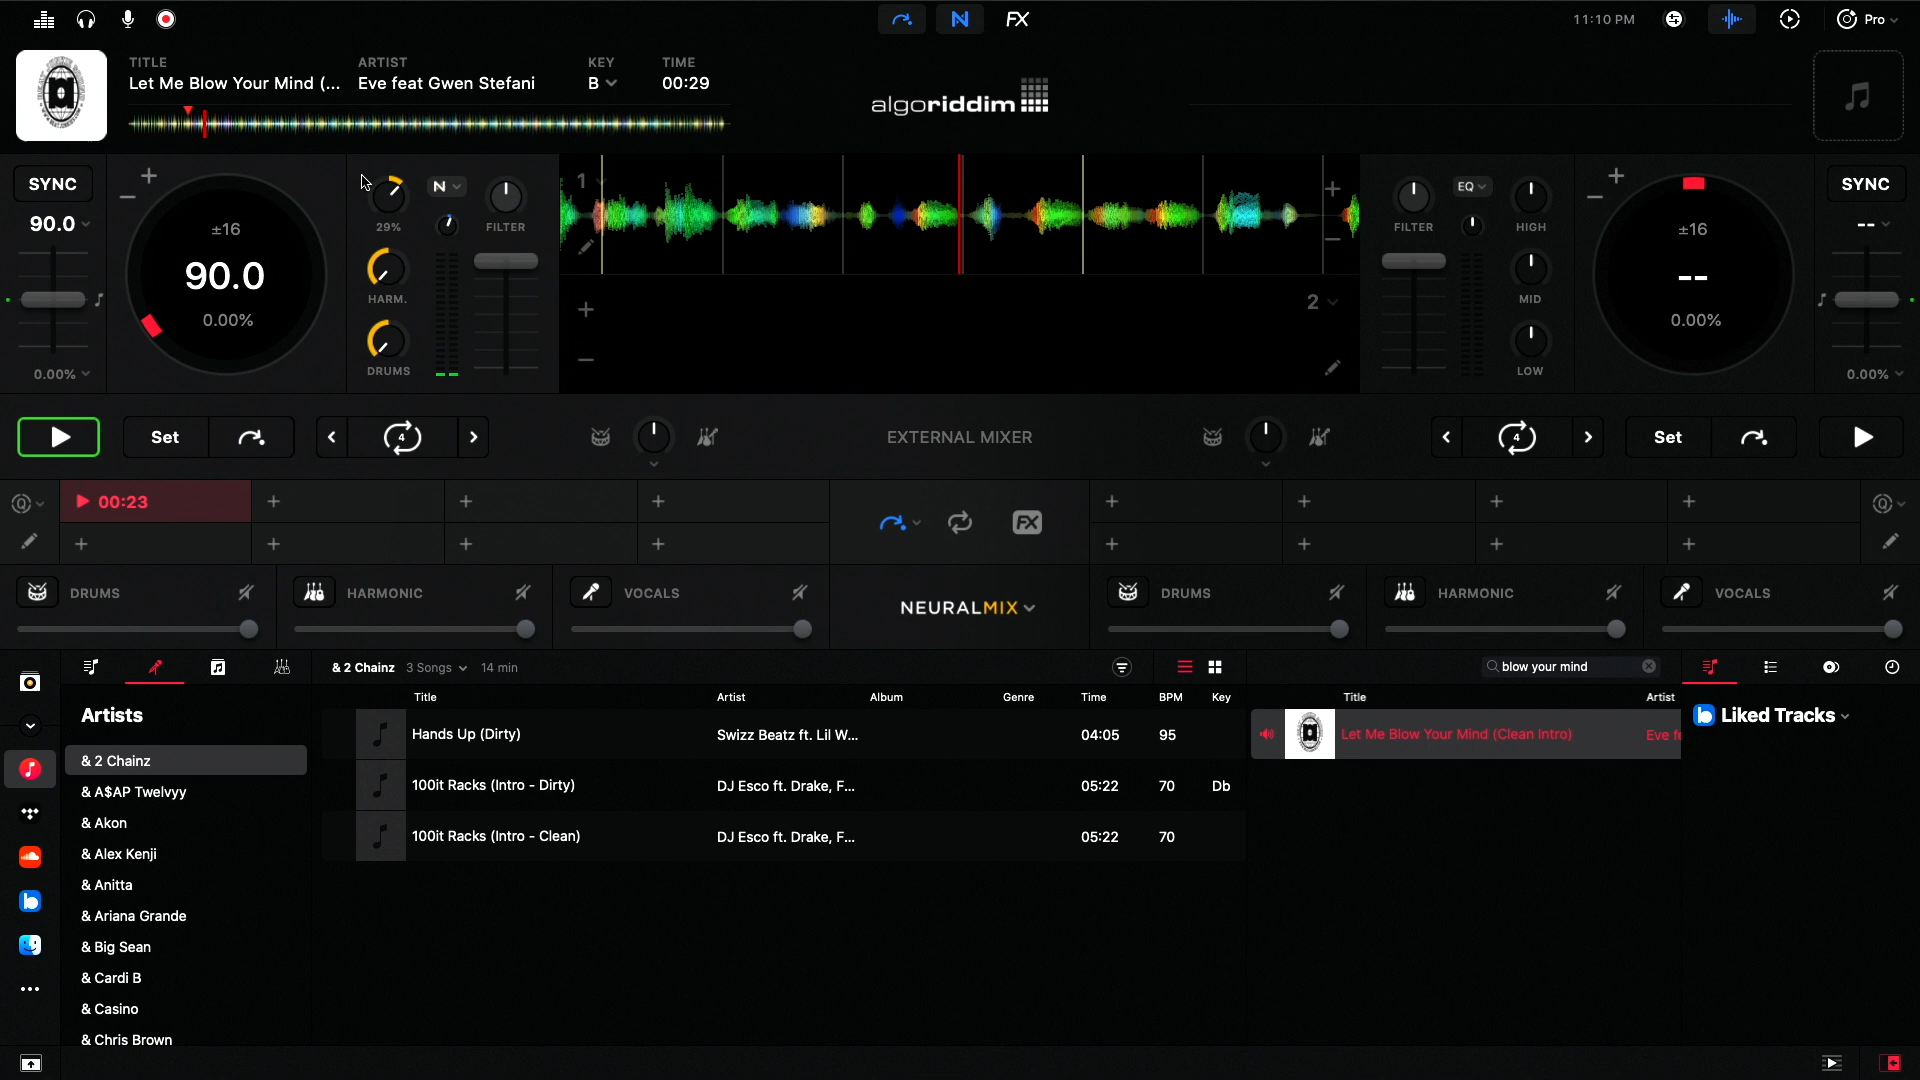 FX
11:10 PM
Pro
TITLE
Let Me Blow Your Mind (...
ARTIST
Eve feat Gwen Stefani
KEY
B
TIME
00:29
algoriddim
SYNC
90.0
0.00%
±16
90.0
0.00%
29%
HARM.
DRUMS
N
FILTER
1
2
FILTER
EQ
HIGH
MID
LOW
±16
--
0.00%
SYNC
--
0.00%
Set
4
EXTERNAL MIXER
4
Set
Q
00:23
FX
Q
DRUMS
HARMONIC
VOCALS
NEURALMIX
DRUMS
HARMONIC
VOCALS
& 2 Chainz 3 Songs 14 min
blow your mind
Artists
& 2 Chainz
& A$AP Twelvyy
& Akon
& Alex Kenji
& Anitta
& Ariana Grande
& Big Sean
& Cardi B
& Casino
& Chris Brown
Title Artist Album Genre Time BPM Key
Hands Up (Dirty) Swizz Beatz ft. Lil W... 04:05 95
100it Racks (Intro - Dirty) DJ Esco ft. Drake, F... 05:22 70 Db
100it Racks (Intro - Clean) DJ Esco ft. Drake, F... 05:22 70
Title Artist
Let Me Blow Your Mind (Clean Intro) Eve
Liked Tracks